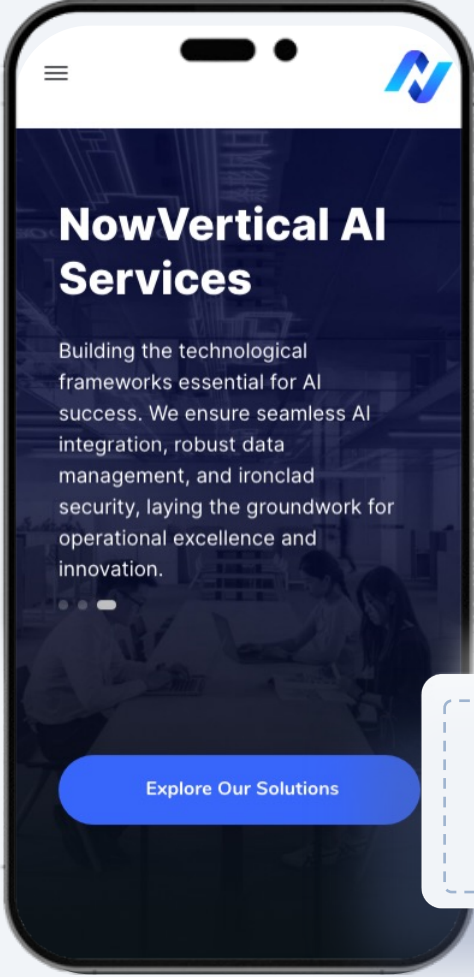 NowVertical AI
Services
Building the technological
frameworks essential for AI
success. We ensure seamless AI
integration, robust data
management, and ironclad
security, laying the groundwork for
operational excellence and
innovation.
Explore Our Solutions